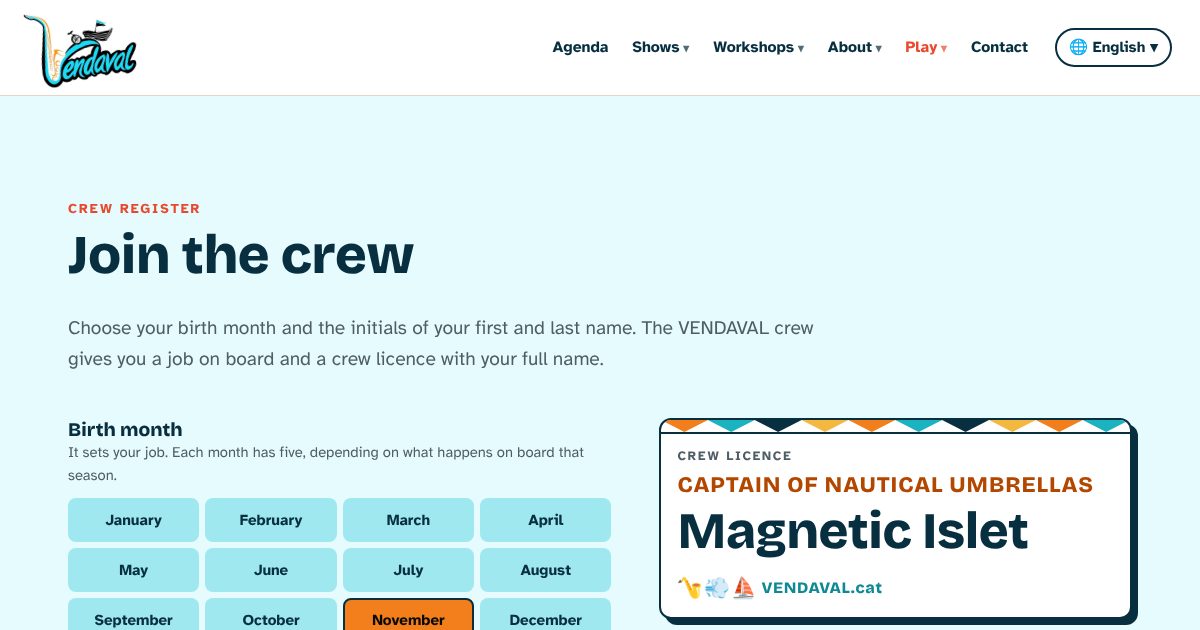 Vendaval
Agenda Shows ▾ Workshops ▾ About ▾ Play ▾ Contact 🌐 English ▾
CREW REGISTER
Join the crew
Choose your birth month and the initials of your first and last name. The VENDAVAL crew
gives you a job on board and a crew licence with your full name.
Birth month
It sets your job. Each month has five, depending on what happens on board that
season.
January February March April
May June July August
September October November December
CREW LICENCE
CAPTAIN OF NAUTICAL UMBRELLAS
Magnetic Islet
🎷💨⛵ VENDAVAL.cat